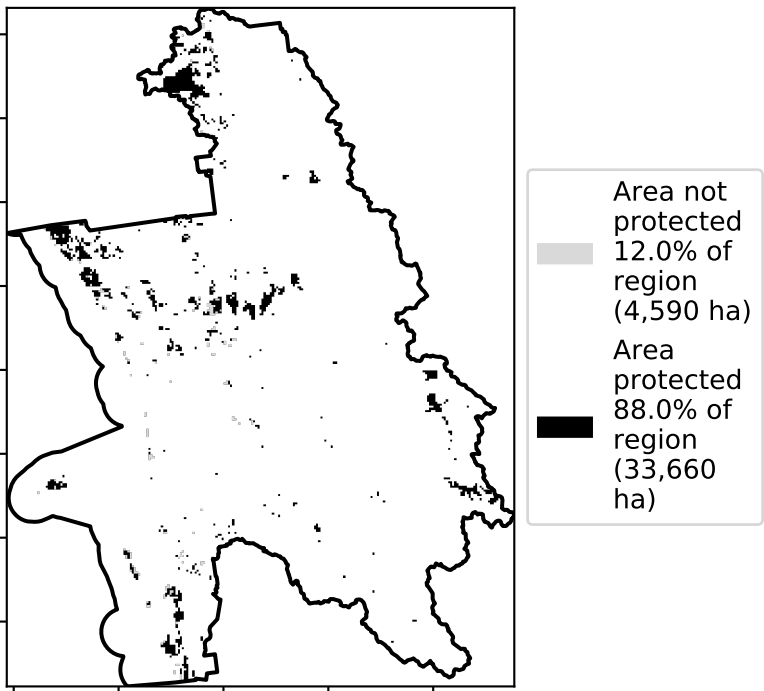 Area not
protected
12.0% of
region
(4,590 ha)
Area
protected
88.0% of
region
(33,660
ha)